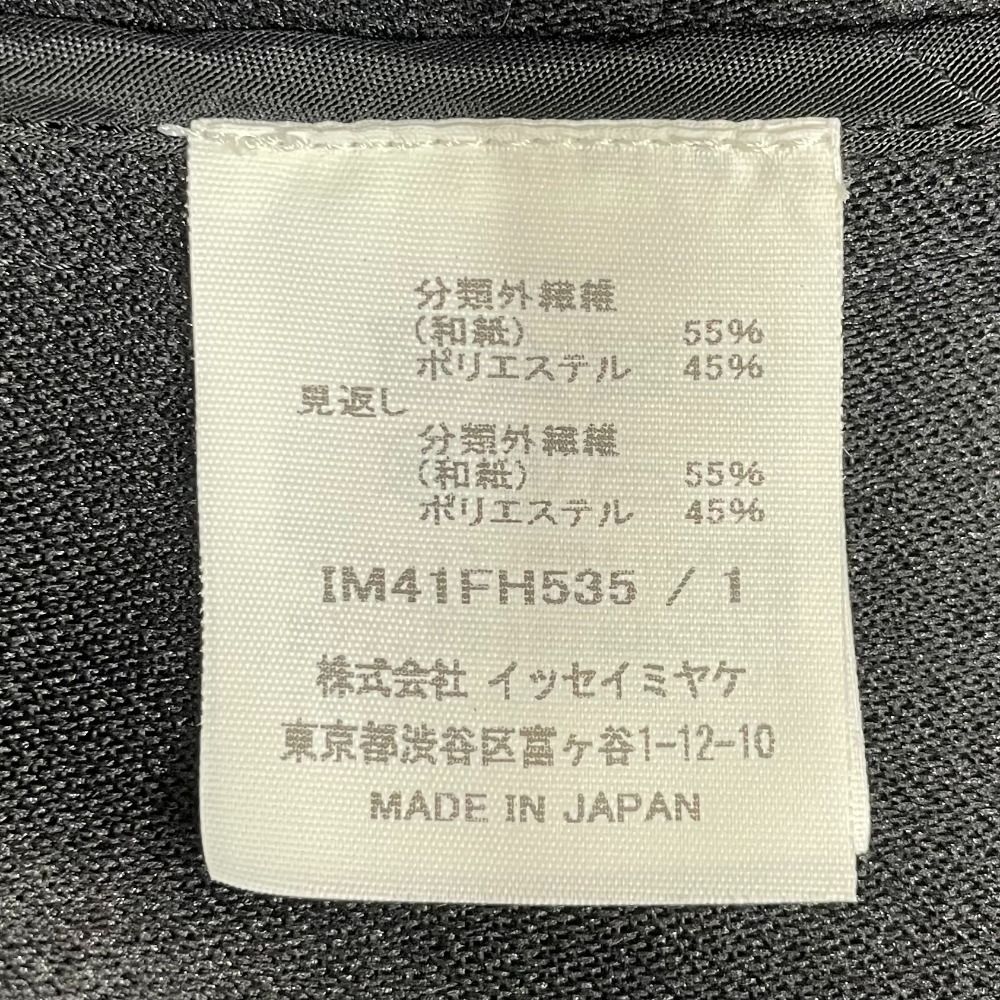 分類外繊維
(和紙) 55%
ポリエステル 45%
見返し
分類外繊維
(和紙) 55%
ポリエステル 45%
IM41FH535 / 1
株式会社 イッセイミヤケ
東京都渋谷区富ヶ谷1-12-10
MADE IN JAPAN